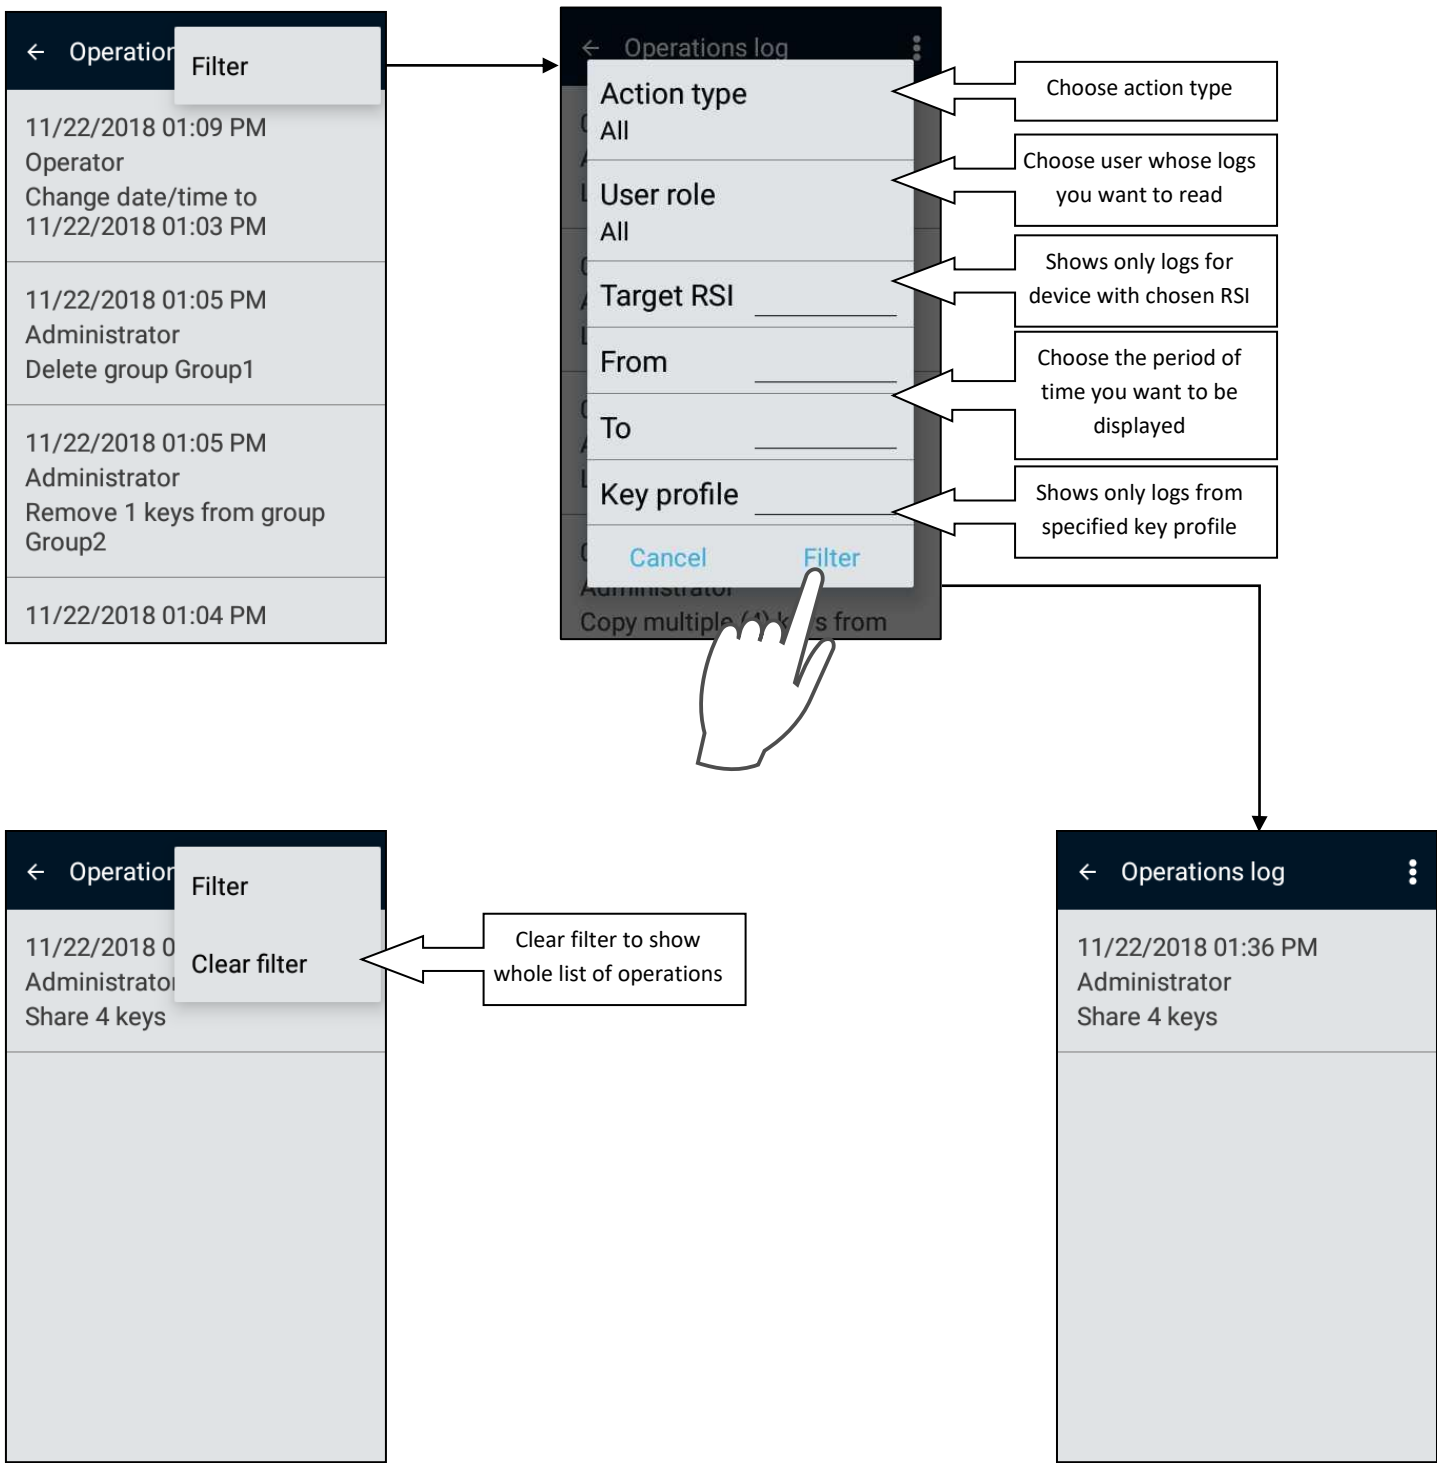 Operation
Filter
11/22/2018 01:09 PM
Operator
Change date/time to
11/22/2018 01:03 PM
11/22/2018 01:05 PM
Administrator
Delete group Group1
11/22/2018 01:05 PM
Administrator
Remove 1 keys from group
Group2
11/22/2018 01:04 PM
Operations log
Action type
All
User role
All
Target RSI
From
To
Key profile
Cancel Filter
Administrator
Copy multiple (4) keys from
Choose action type
Choose user whose logs
you want to read
Shows only logs for
device with chosen RSI
Choose the period of
time you want to be
displayed
Shows only logs from
specified key profile
Operation
Filter
Clear filter
11/22/2018 0
Administrator
Share 4 keys
Clear filter to show
whole list of operations
Operations log
11/22/2018 01:36 PM
Administrator
Share 4 keys